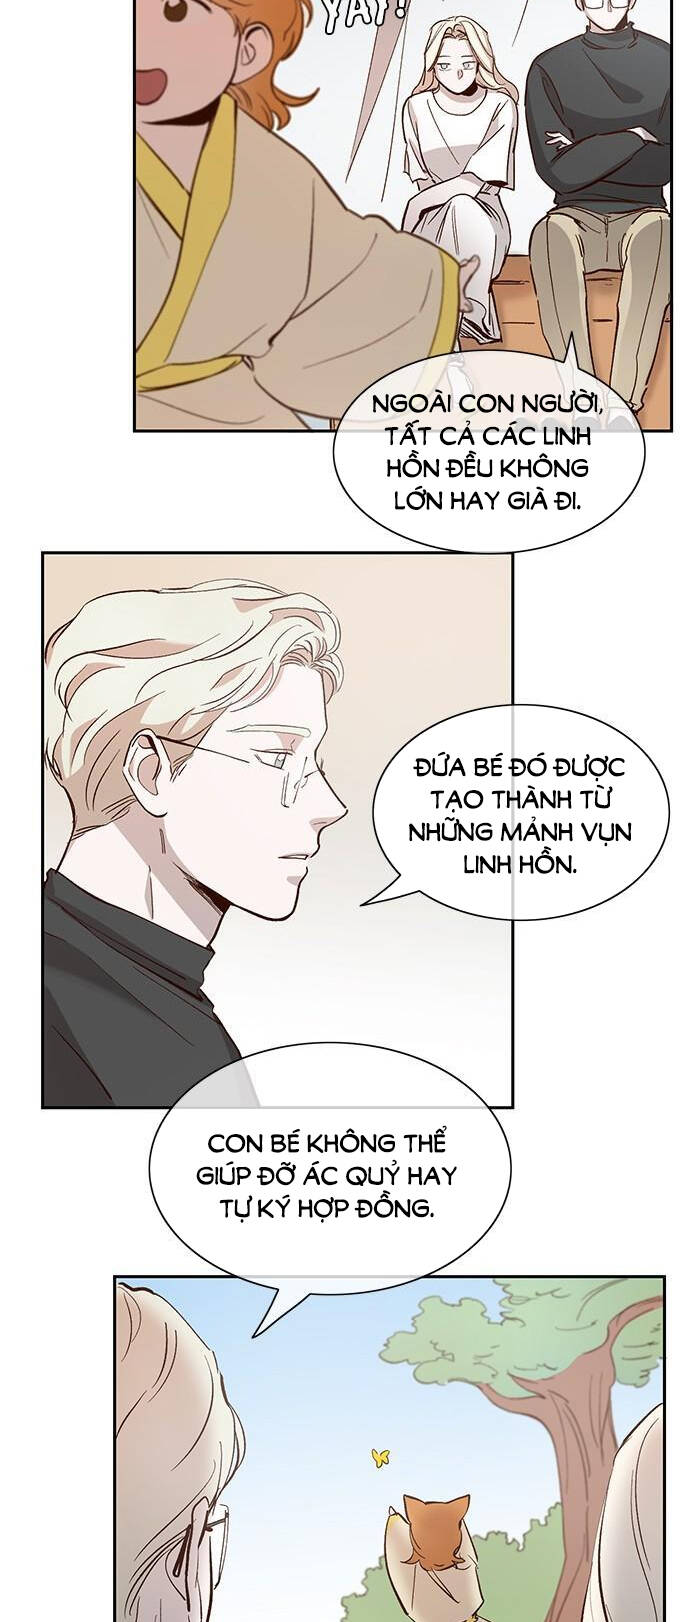 YAY!
NGOÀI CON NGƯỜI,
TẤT CẢ CÁC LINH
HỒN ĐỀU KHÔNG
LỚN HAY GIÀ ĐI.
ĐỨA BÉ ĐÓ ĐƯỢC
TẠO THÀNH TỪ
NHỮNG MẢNH VỤN
LINH HỒN.
CON BÉ KHÔNG THỂ
GIÚP ĐỠ ÁC QUỶ HAY
TỰ KÝ HỢP ĐỒNG.